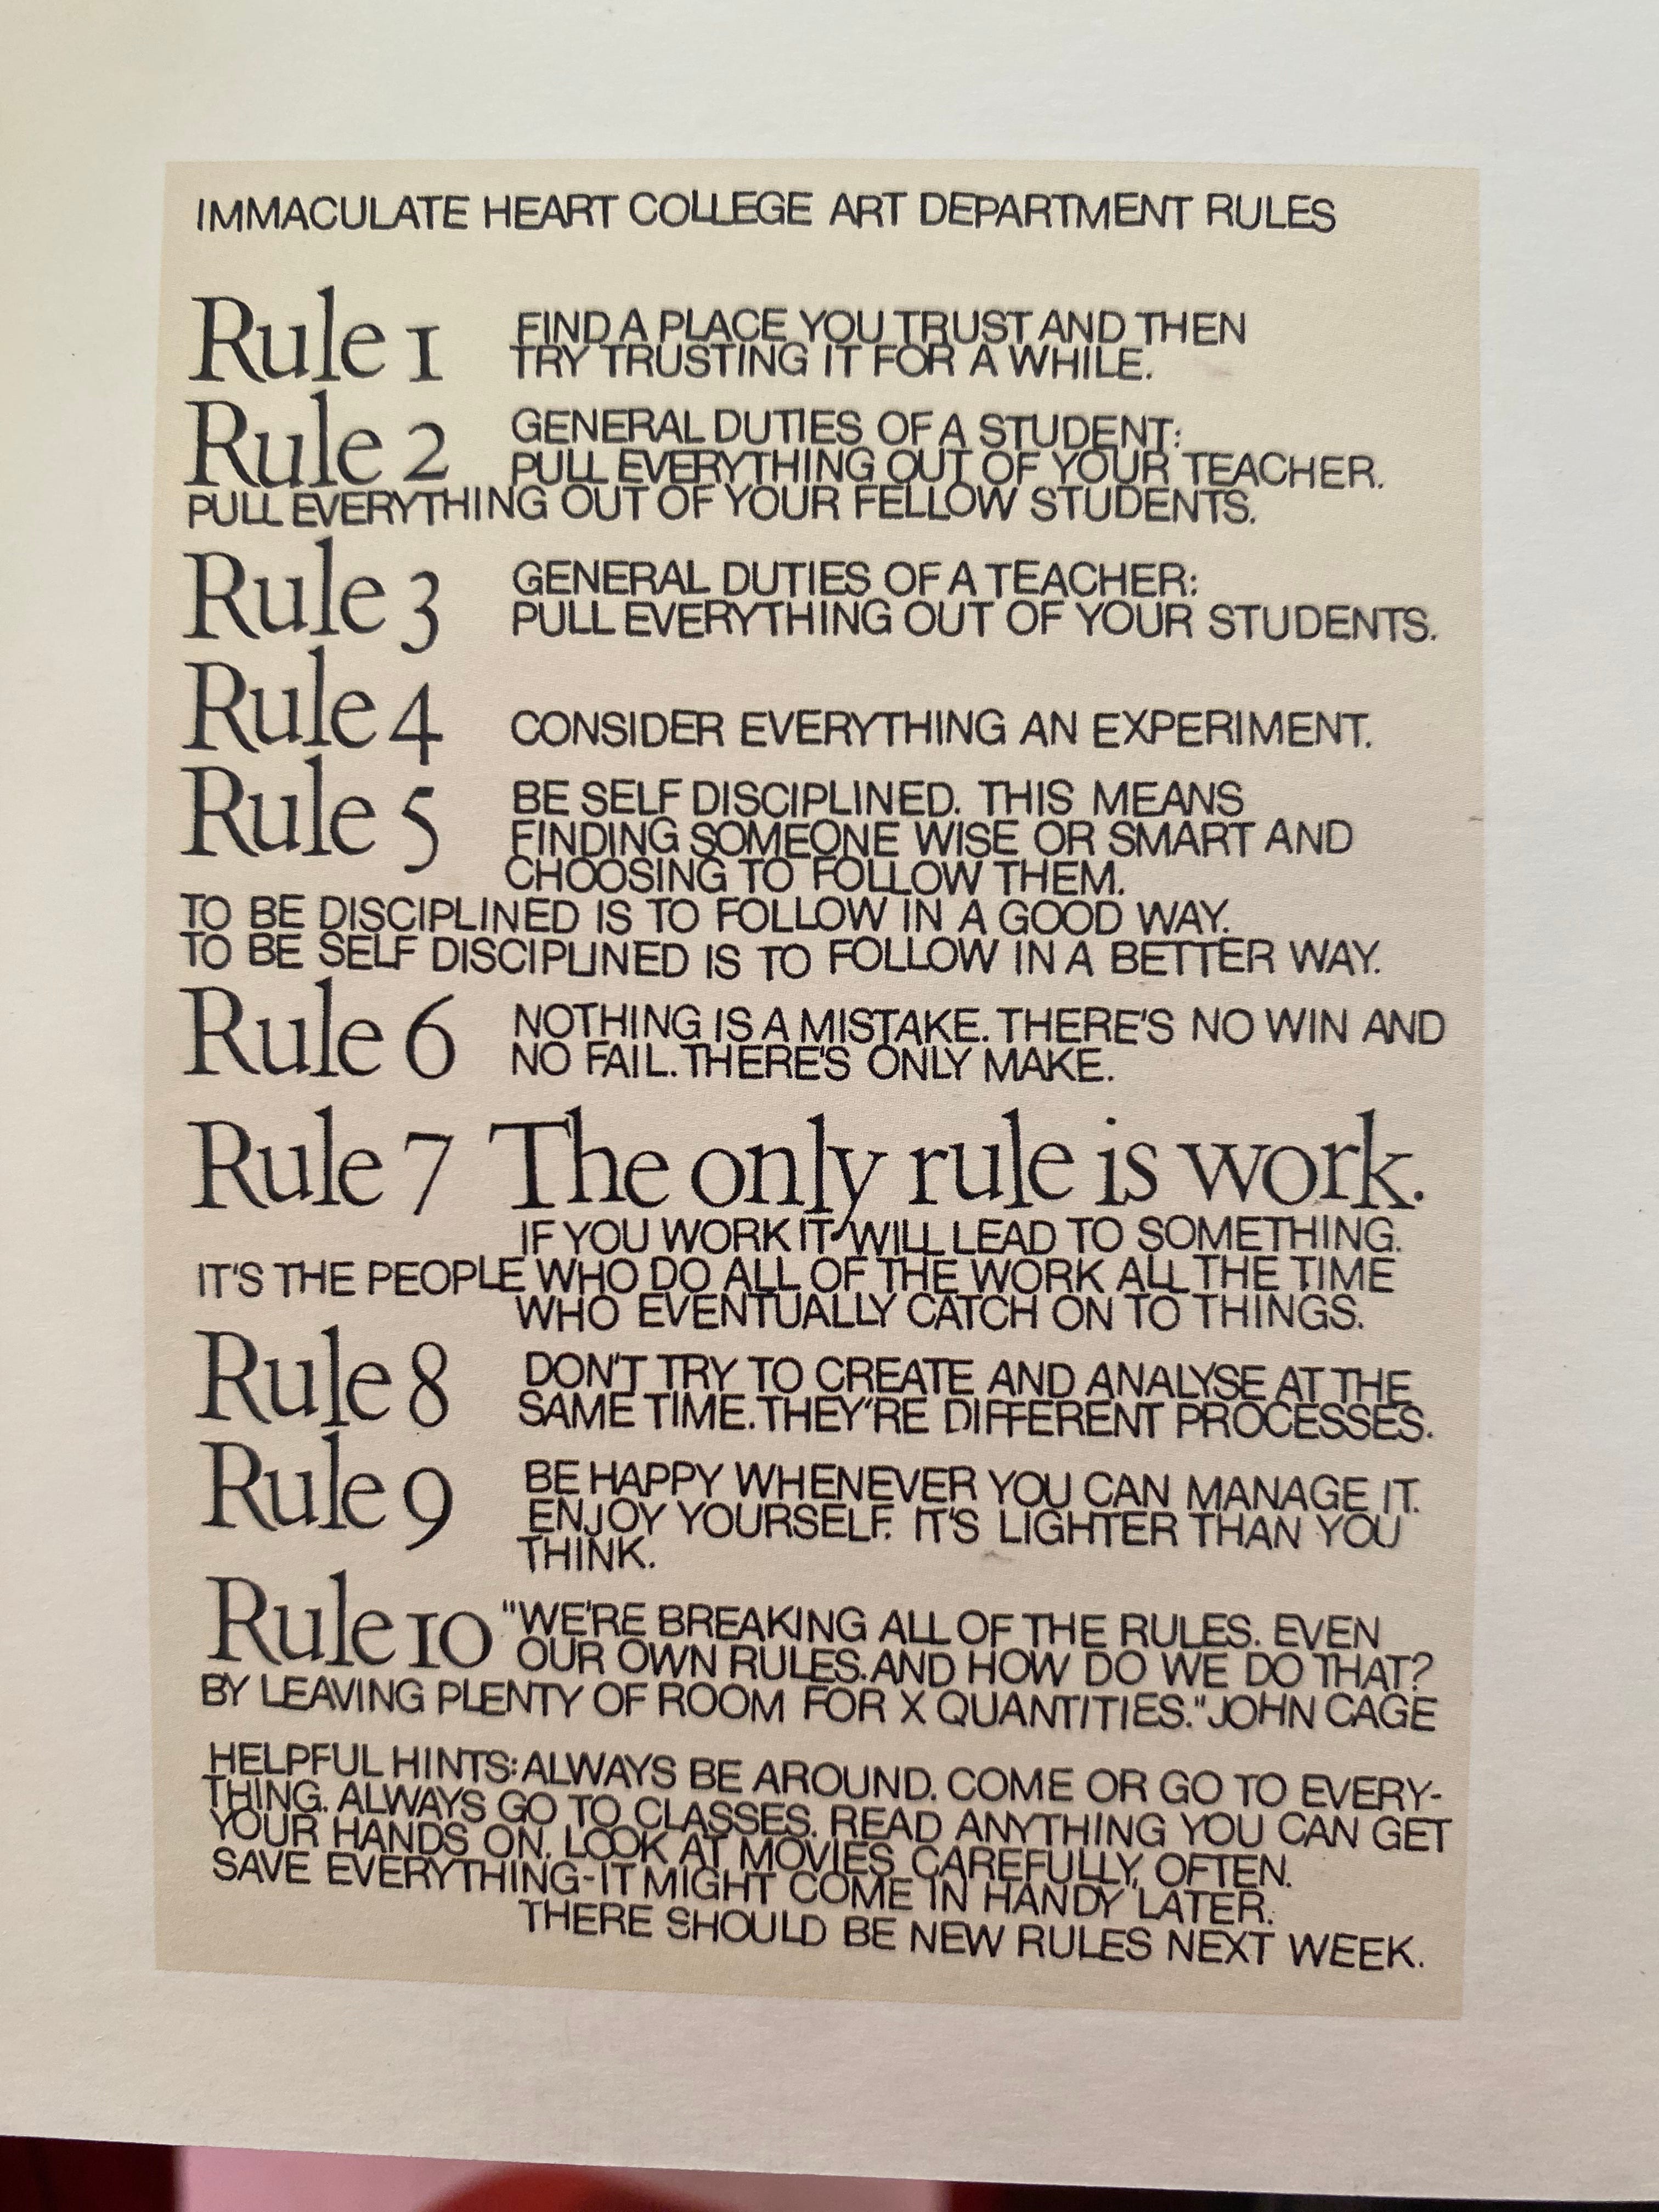 IMMACULATE HEART COLLEGE ART DEPARTMENT RULES
Rule 1 FIND A PLACE YOU TRUST AND THEN
TRY TRUSTING IT FOR A WHILE.
Rule 2 GENERAL DUTIES OF A STUDENT:
PULL EVERYTHING OUT OF YOUR TEACHER.
PULL EVERYTHING OUT OF YOUR FELLOW STUDENTS.
Rule 3 GENERAL DUTIES OF A TEACHER:
PULL EVERYTHING OUT OF YOUR STUDENTS.
Rule 4 CONSIDER EVERYTHING AN EXPERIMENT.
Rule 5 BE SELF DISCIPLINED. THIS MEANS
FINDING SOMEONE WISE OR SMART AND
CHOOSING TO FOLLOW THEM.
TO BE DISCIPLINED IS TO FOLLOW IN A GOOD WAY.
TO BE SELF DISCIPLINED IS TO FOLLOW IN A BETTER WAY.
Rule 6 NOTHING IS A MISTAKE. THERE'S NO WIN AND
NO FAIL. THERE'S ONLY MAKE.
Rule 7 The only rule is work.
IF YOU WORK IT WILL LEAD TO SOMETHING.
IT'S THE PEOPLE WHO DO ALL OF THE WORK ALL THE TIME
WHO EVENTUALLY CATCH ON TO THINGS.
Rule 8 DON'T TRY TO CREATE AND ANALYSE AT THE
SAME TIME. THEY'RE DIFFERENT PROCESSES.
Rule 9 BE HAPPY WHENEVER YOU CAN MANAGE IT.
ENJOY YOURSELF. IT'S LIGHTER THAN YOU
THINK.
Rule 10 "WE'RE BREAKING ALL OF THE RULES. EVEN
OUR OWN RULES. AND HOW DO WE DO THAT?
BY LEAVING PLENTY OF ROOM FOR X QUANTITIES." JOHN CAGE
HELPFUL HINTS: ALWAYS BE AROUND. COME OR GO TO EVERY-
THING. ALWAYS GO TO CLASSES. READ ANYTHING YOU CAN GET
YOUR HANDS ON. LOOK AT MOVIES CAREFULLY, OFTEN.
SAVE EVERYTHING-IT MIGHT COME IN HANDY LATER.
THERE SHOULD BE NEW RULES NEXT WEEK.